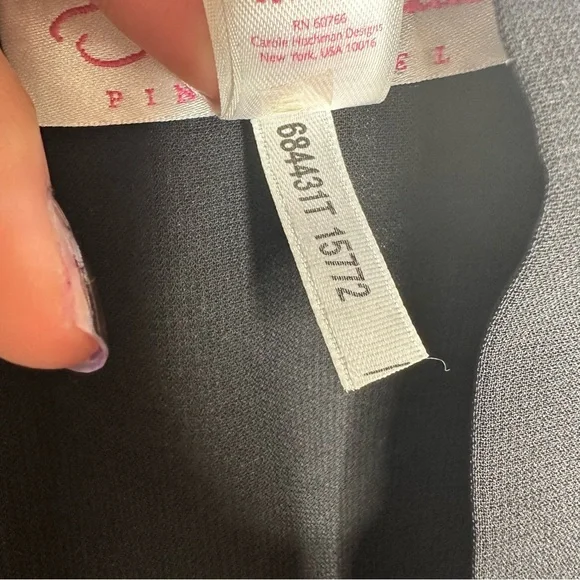 RN 60766
Carole Hochman Designs
New York, USA 10016
684431T 15772